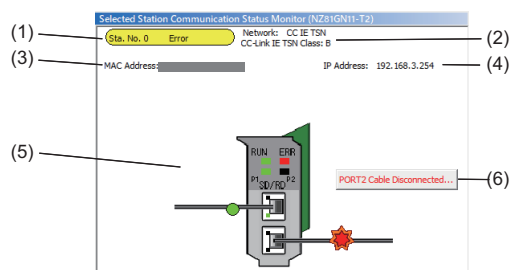 Selected Station Communication Status Monitor (NZ81GN11-T2)
(1)
Sta. No. 0 Error
Network: CC IE TSN
CC-Link IE TSN Class: B
(2)
(3)
MAC Address:
IP Address: 192.168.3.254
(4)
(5)
RUN ERR
P1 P2
SD/RD
PORT2 Cable Disconnected...
(6)